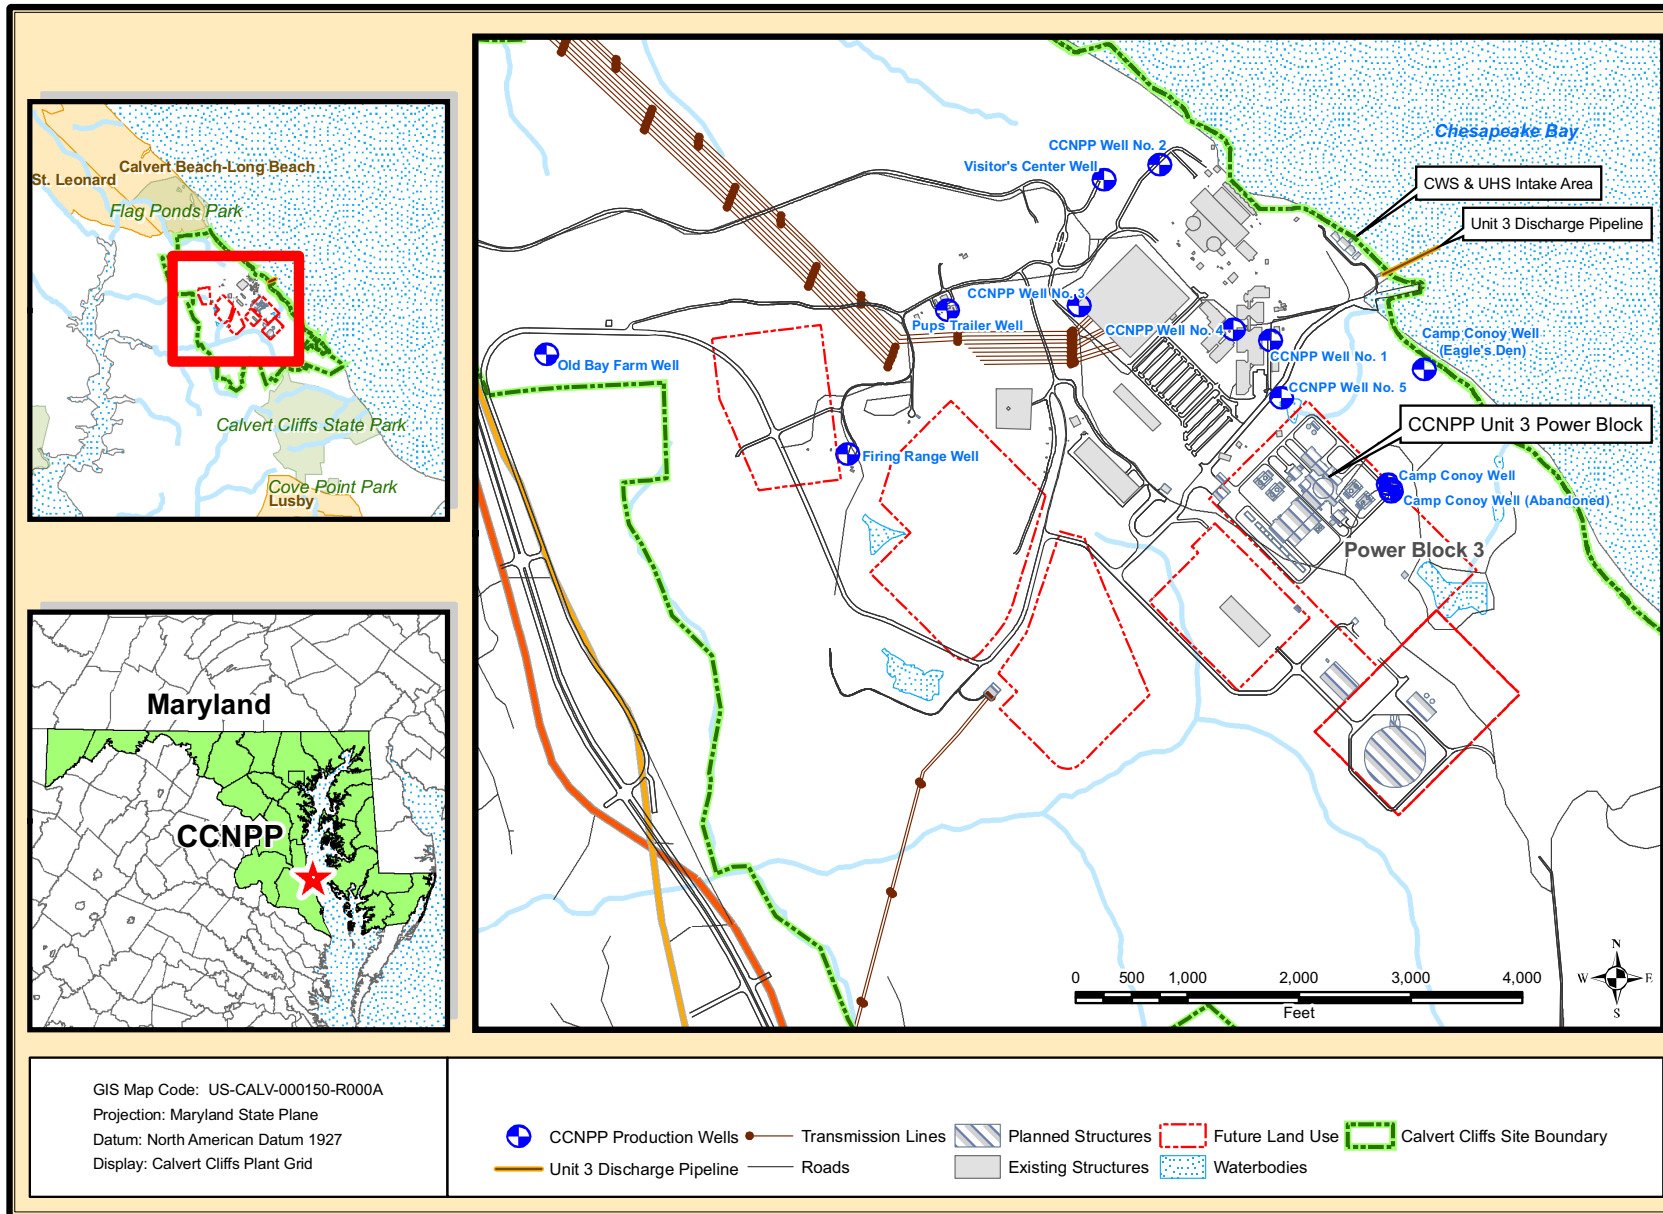 Calvert Beach-Long Beach
St. Leonard
Flag Ponds Park
Calvert Cliffs State Park
Cove Point Park
Lusby
Maryland
CCNPP
Chesapeake Bay
CCNPP Well No. 2
Visitor's Center Well
CWS & UHS Intake Area
Unit 3 Discharge Pipeline
CCNPP Well No. 3
Pups Trailer Well
CCNPP Well No. 4
Camp Conoy Well
(Eagle's Den)
CCNPP Well No. 1
Old Bay Farm Well
CCNPP Well No. 5
CCNPP Unit 3 Power Block
Firing Range Well
Camp Conoy Well
Camp Conoy Well (Abandoned)
Power Block 3
N
W E
S
0 500 1,000 2,000 3,000 4,000
Feet
GIS Map Code: US-CALV-000150-R000A
Projection: Maryland State Plane
Datum: North American Datum 1927
Display: Calvert Cliffs Plant Grid
CCNPP Production Wells
Transmission Lines
Planned Structures
Future Land Use
Calvert Cliffs Site Boundary
Unit 3 Discharge Pipeline
Roads
Existing Structures
Waterbodies